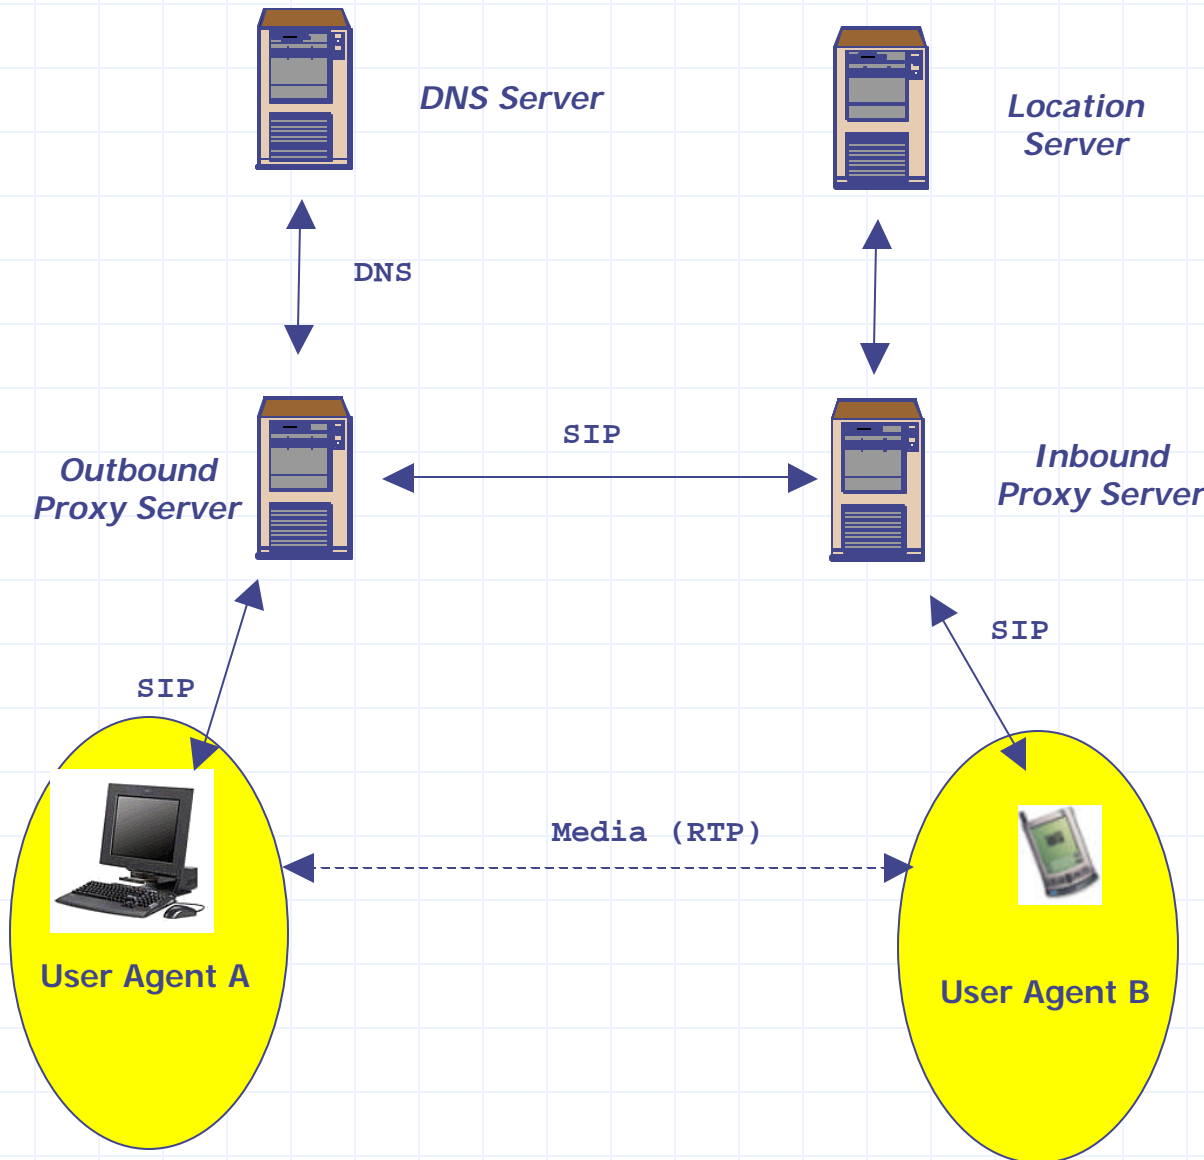 DNS Server
Location
Server
DNS
SIP
Outbound
Proxy Server
Inbound
Proxy Server
SIP
SIP
Media (RTP)
User Agent A
User Agent B